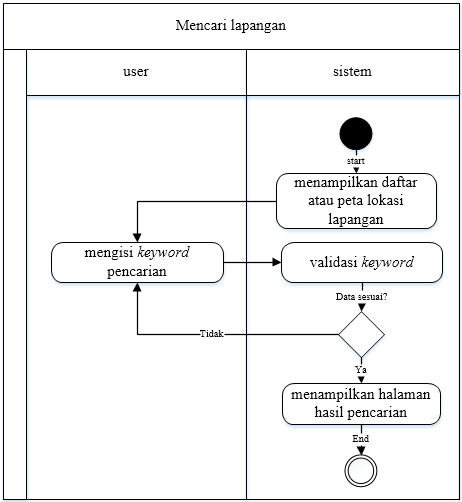 Mencari lapangan
user
sistem
start
menampilkan daftar
atau peta lokasi
lapangan
mengisi keyword
pencarian
validasi keyword
Data sesuai?
Tidak
Ya
menampilkan halaman
hasil pencarian
End